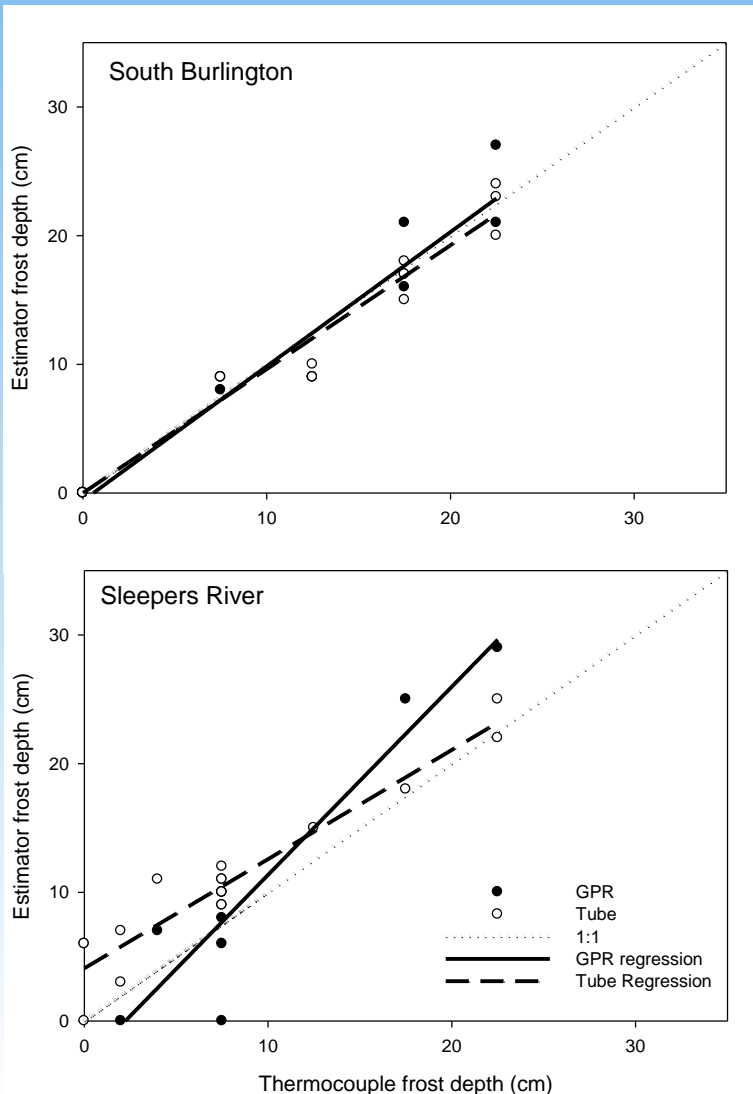 South Burlington
Estimator frost depth (cm)
30
20
10
0
0 10 20 30
Sleepers River
Estimator frost depth (cm)
30
20
10
0
GPR
Tube
1:1
GPR regression
Tube Regression
0 10 20 30
Thermocouple frost depth (cm)